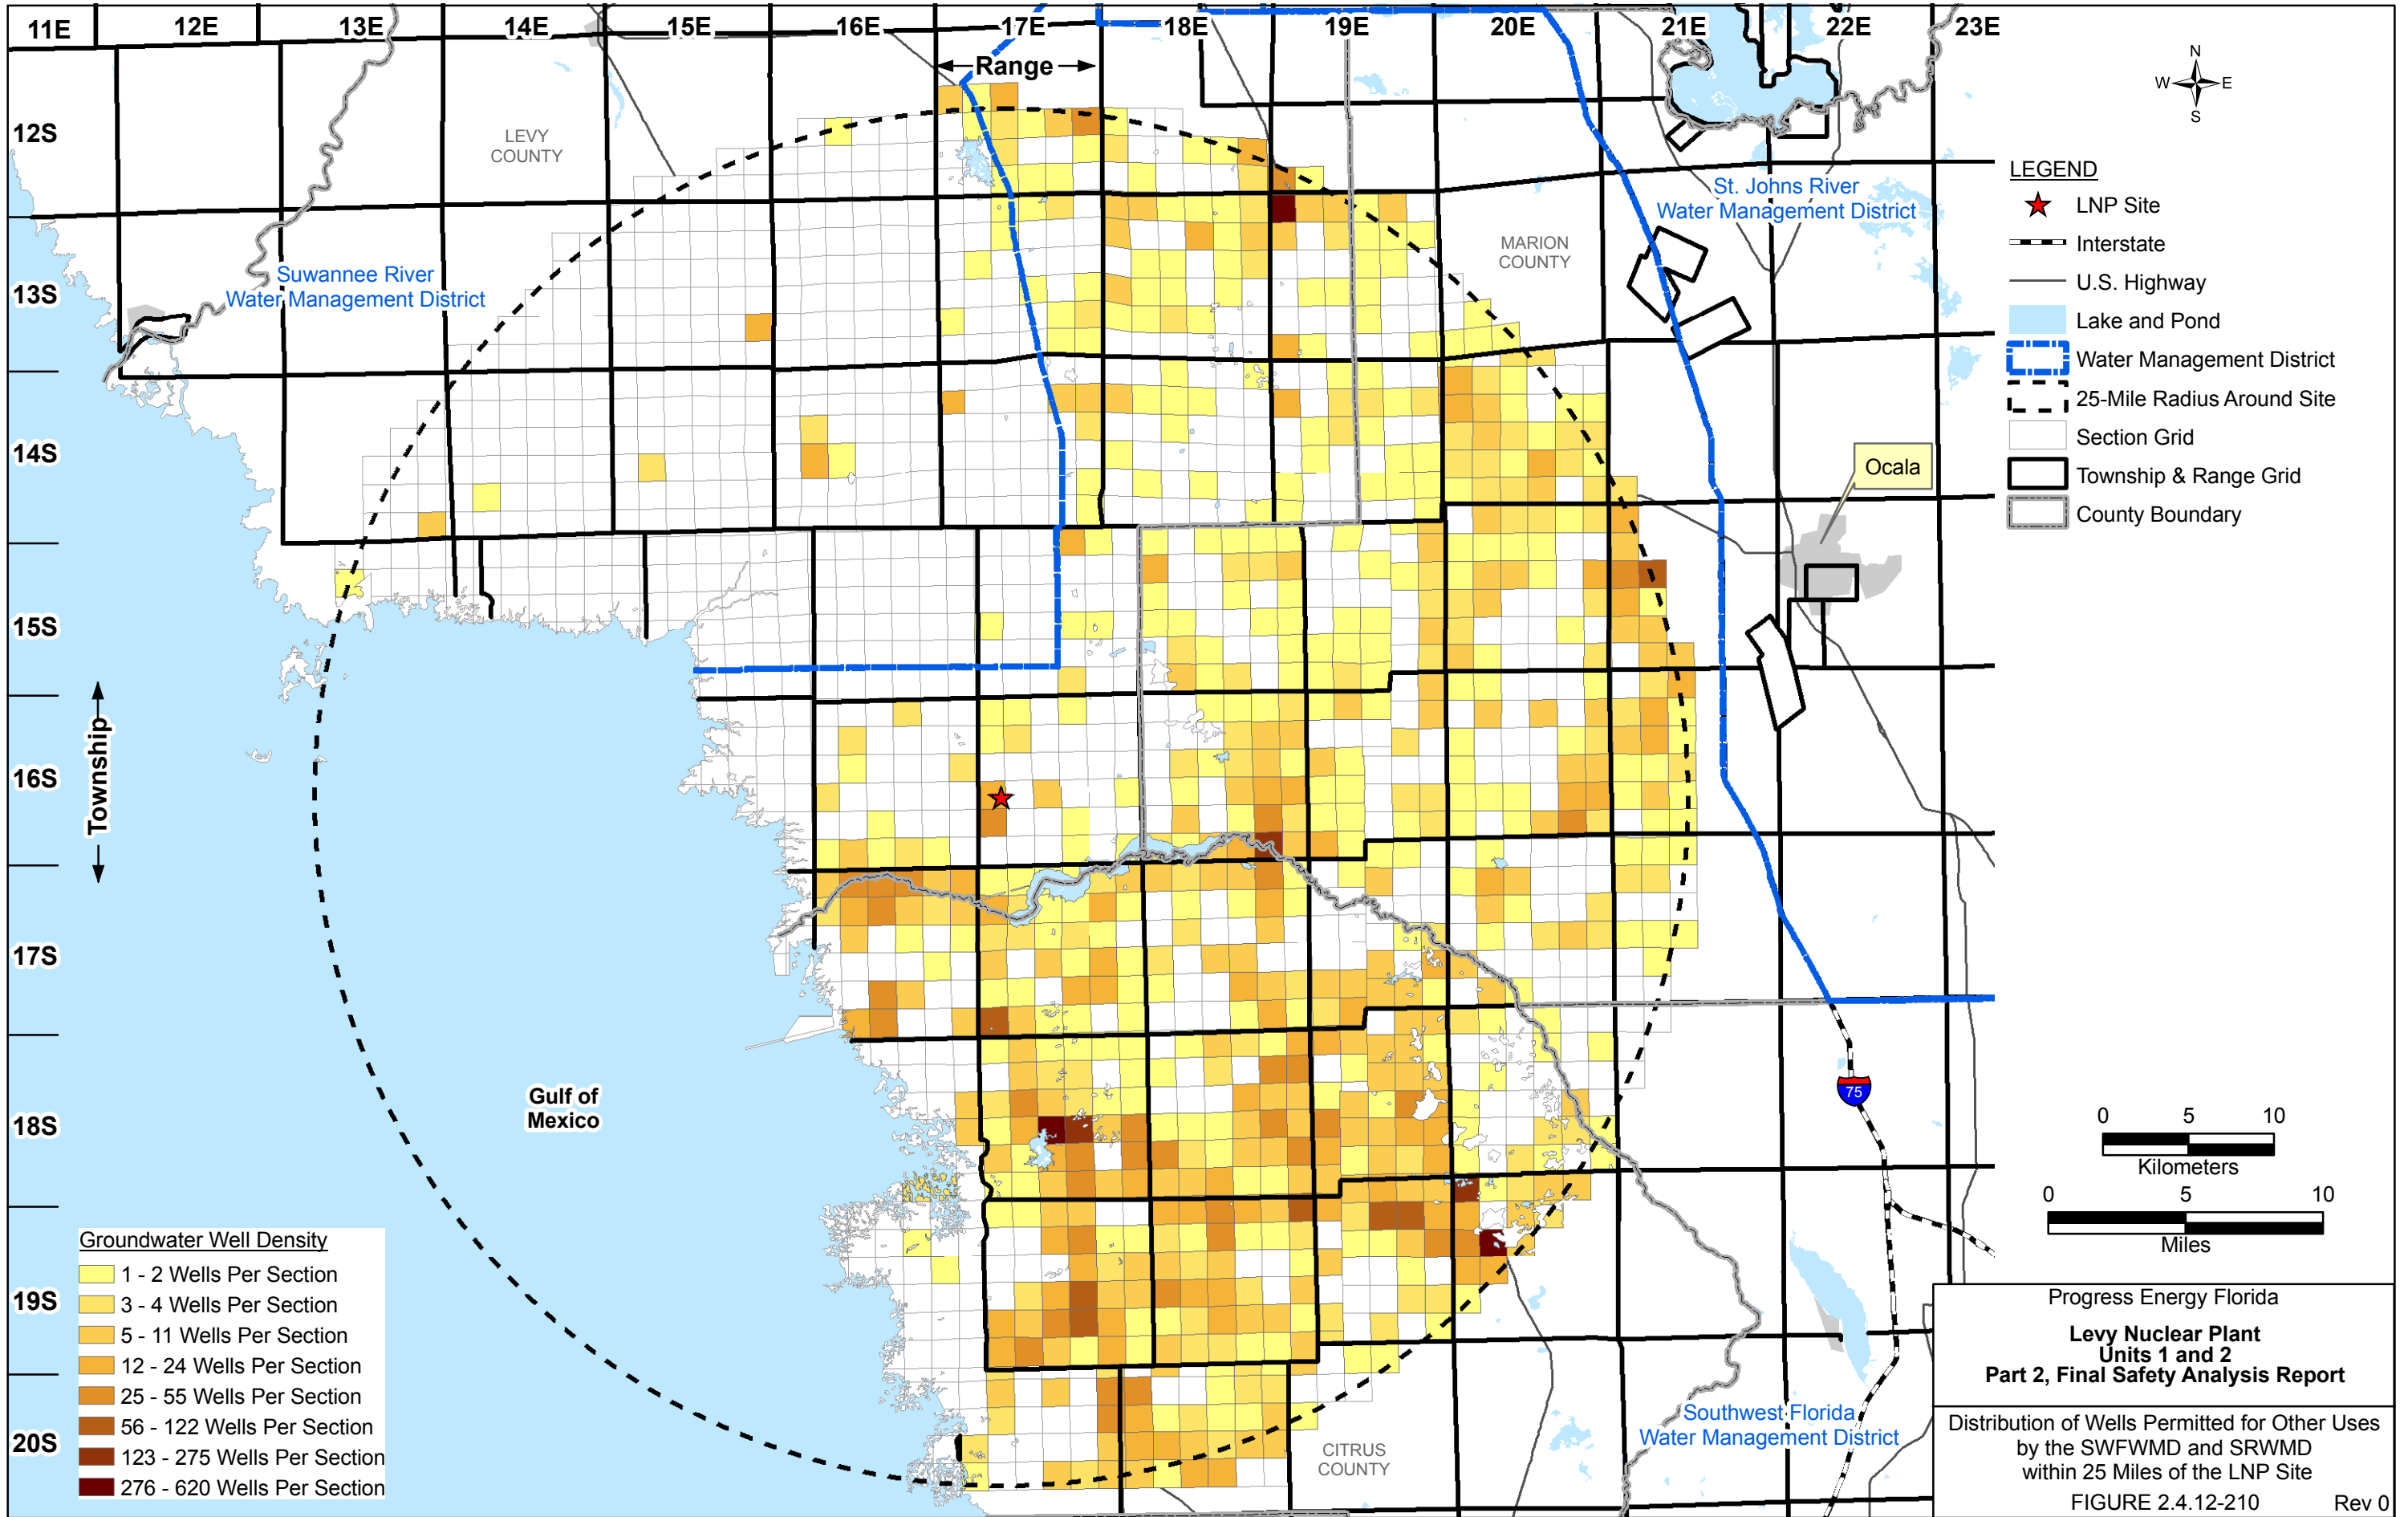 11E 12E 13E 14E 15E 16E 17E 18E 19E 20E 21E 22E 23E
Range
12S
13S
14S
15S
16S
17S
18S
19S
20S
Township
LEVY
COUNTY
Suwannee River
Water Management District
MARION
COUNTY
St. Johns River
Water Management District
Ocala
Gulf of
Mexico
75
CITRUS
COUNTY
Southwest Florida
Water Management District
N
W E
S
LEGEND
LNP Site
Interstate
U.S. Highway
Lake and Pond
Water Management District
25-Mile Radius Around Site
Section Grid
Township & Range Grid
County Boundary
Groundwater Well Density
1 - 2 Wells Per Section
3 - 4 Wells Per Section
5 - 11 Wells Per Section
12 - 24 Wells Per Section
25 - 55 Wells Per Section
56 - 122 Wells Per Section
123 - 275 Wells Per Section
276 - 620 Wells Per Section
0 5 10
Kilometers
0 5 10
Miles
Progress Energy Florida
Levy Nuclear Plant
Units 1 and 2
Part 2, Final Safety Analysis Report
Distribution of Wells Permitted for Other Uses
by the SWFWMD and SRWMD
within 25 Miles of the LNP Site
FIGURE 2.4.12-210 Rev 0